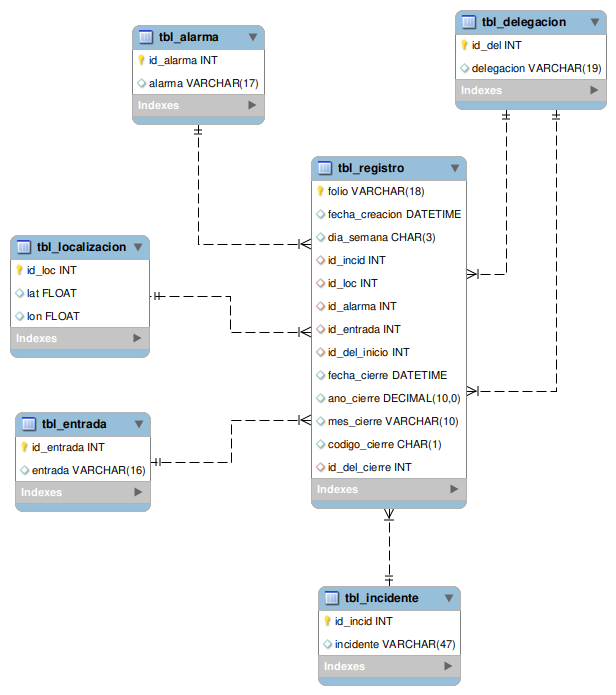 tbl_alarma
id_alarma INT
alarma VARCHAR(17)
Indexes
tbl_delegacion
id_del INT
delegacion VARCHAR(19)
Indexes
tbl_registro
folio VARCHAR(18)
fecha_creacion DATETIME
dia_semana CHAR(3)
id_incid INT
id_loc INT
id_alarma INT
id_entrada INT
id_del_inicio INT
fecha_cierre DATETIME
ano_cierre DECIMAL(10,0)
mes_cierre VARCHAR(10)
codigo_cierre CHAR(1)
id_del_cierre INT
Indexes
tbl_localizacion
id_loc INT
lat FLOAT
lon FLOAT
Indexes
tbl_entrada
id_entrada INT
entrada VARCHAR(16)
Indexes
tbl_incidente
id_incid INT
incidente VARCHAR(47)
Indexes